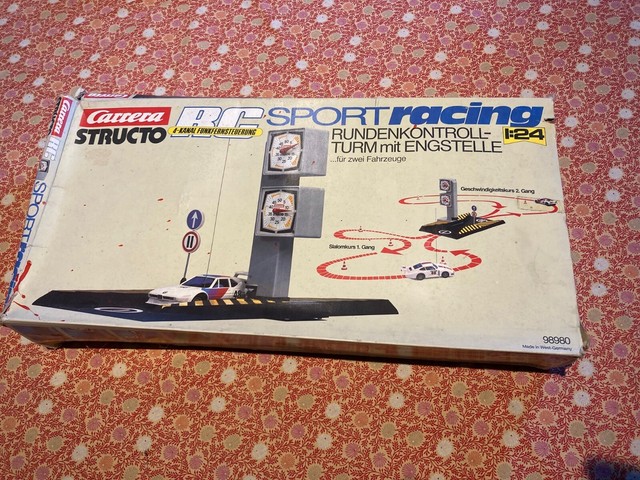 Carrera
STRUCTO
RC SPORT racing
4-KANAL FUNKFERNSTEUERUNG
RUNDENKONTROLL-
TURM mit ENGSTELLE
1:24
...für zwei Fahrzeuge
Geschwindigkeitskurs 2. Gang
Slalomkurs 1. Gang
98980
Made in West-Germany
Carrera
SPORT